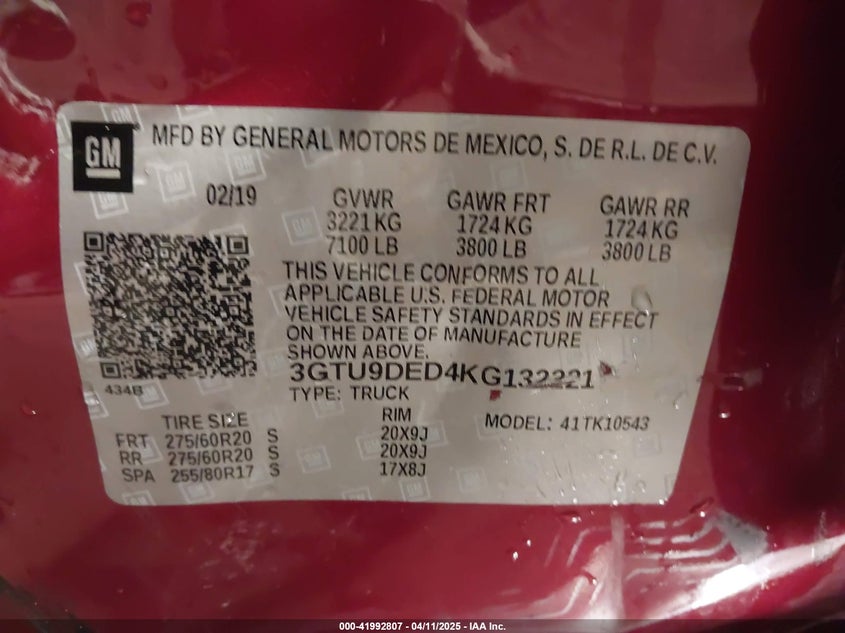 GM
MFD BY GENERAL MOTORS DE MEXICO, S. DE R.L. DE C.V.
02/19 GVWR GAWR FRT GAWR RR
3221 KG 1724 KG 1724 KG
7100 LB 3800 LB 3800 LB
THIS VEHICLE CONFORMS TO ALL
APPLICABLE U.S. FEDERAL MOTOR
VEHICLE SAFETY STANDARDS IN EFFECT
ON THE DATE OF MANUFACTURE
SHOWN ABOVE.
434B
3GTU9DED4KG132221
TYPE: TRUCK
TIRE SIZE RIM MODEL: 41TK10543
FRT 275/60R20 S 20X9J
RR 275/60R20 S 20X9J
SPA 255/80R17 S 17X8J
000-41992807 - 04/11/2025 - IAA Inc.